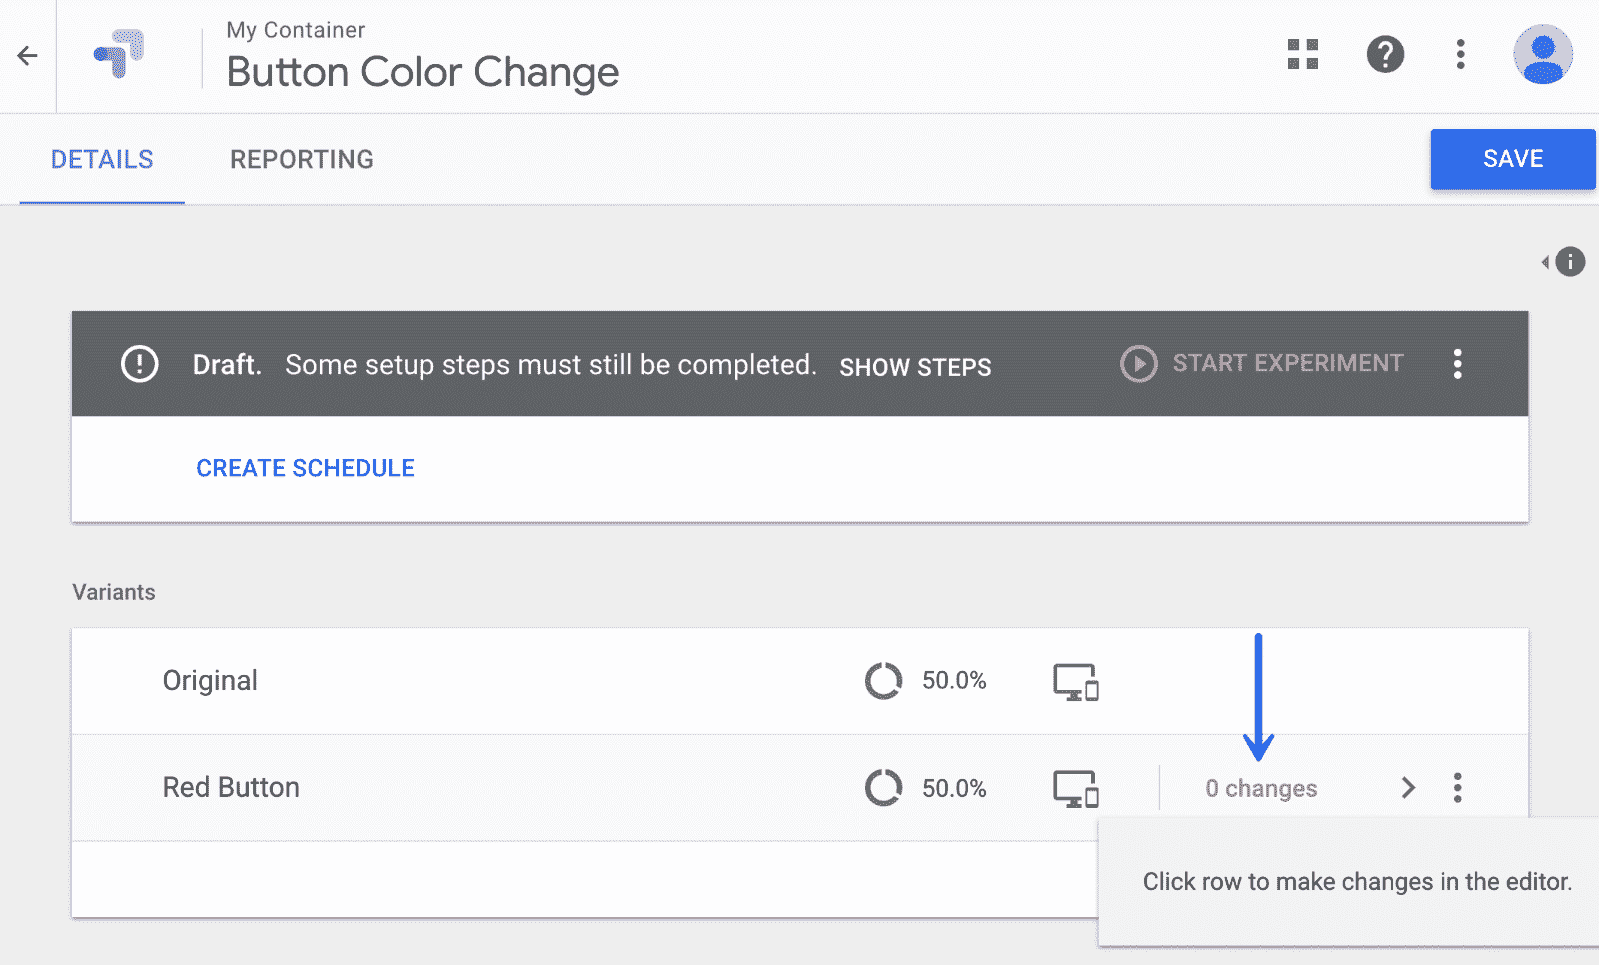 My Container
Button Color Change
DETAILS REPORTING SAVE
Draft. Some setup steps must still be completed. SHOW STEPS START EXPERIMENT
CREATE SCHEDULE
Variants
Original 50.0%
Red Button 50.0% 0 changes
Click row to make changes in the editor.